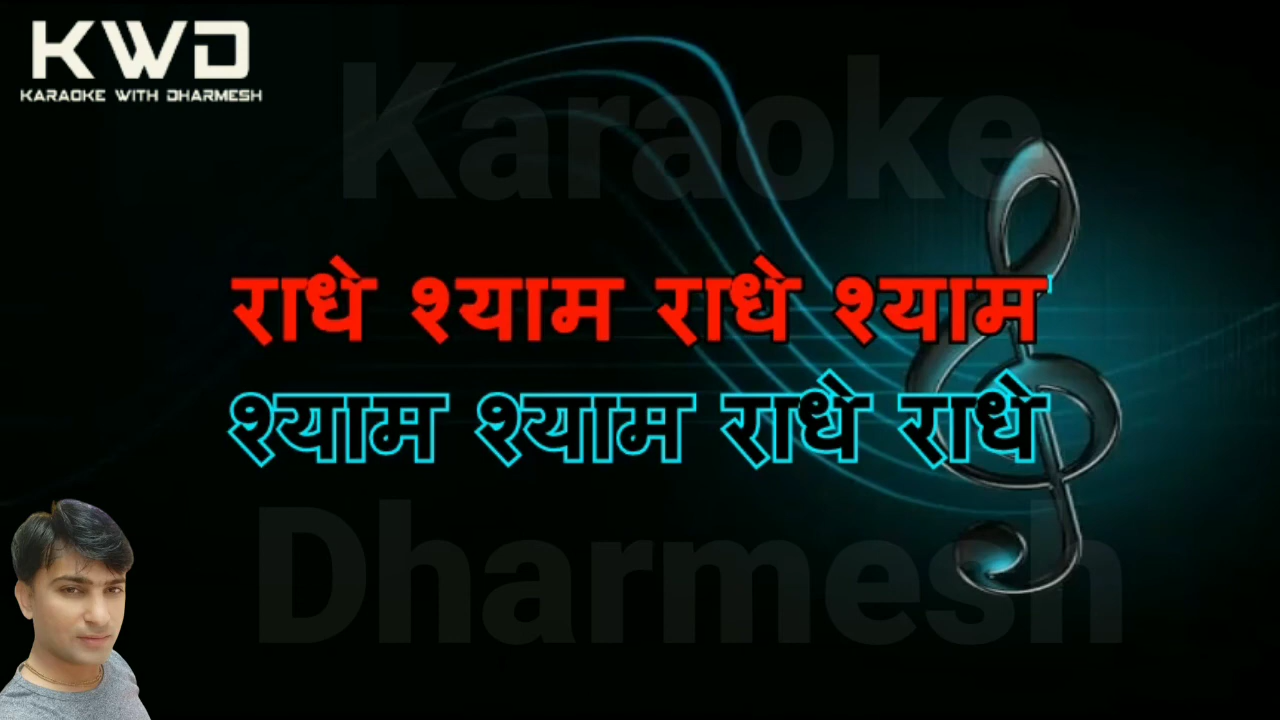 KWD
KARAOKE WITH DHARMESH
Karaoke
राधे श्याम राधे श्याम
श्याम श्याम राधे राधे
Dharmesh